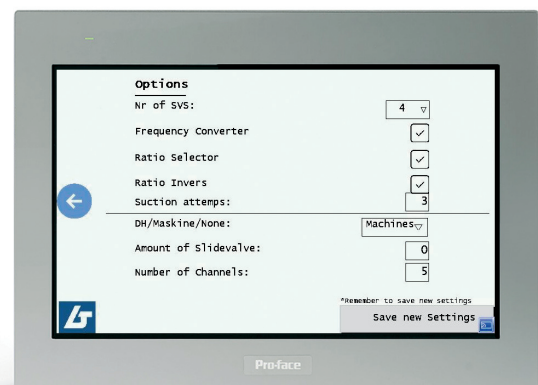 Options
Nr of SVS: 4
Frequency Converter
Ratio Selector
Ratio Invers
Suction attemps: 3
DH/Maskine/None: Machines
Amount of Slidevalve: 0
Number of Channels: 5
*Remember to save new settings
Save new Settings
Pro-face